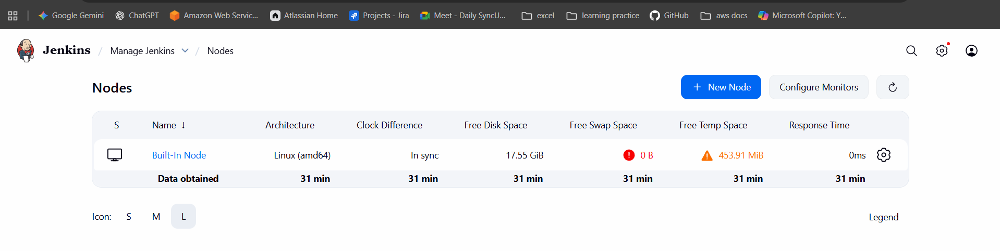 Google Gemini ChatGPT Amazon Web Servic... Atlassian Home Projects - Jira Meet - Daily SyncU... excel learning practice GitHub aws docs Microsoft Copilot: Y...
Jenkins / Manage Jenkins / Nodes
Nodes
+ New Node Configure Monitors
S Name ↓ Architecture Clock Difference Free Disk Space Free Swap Space Free Temp Space Response Time
Built-In Node Linux (amd64) In sync 17.55 GiB 0 B 453.91 MiB 0ms
Data obtained 31 min 31 min 31 min 31 min 31 min 31 min
Icon: S M L Legend